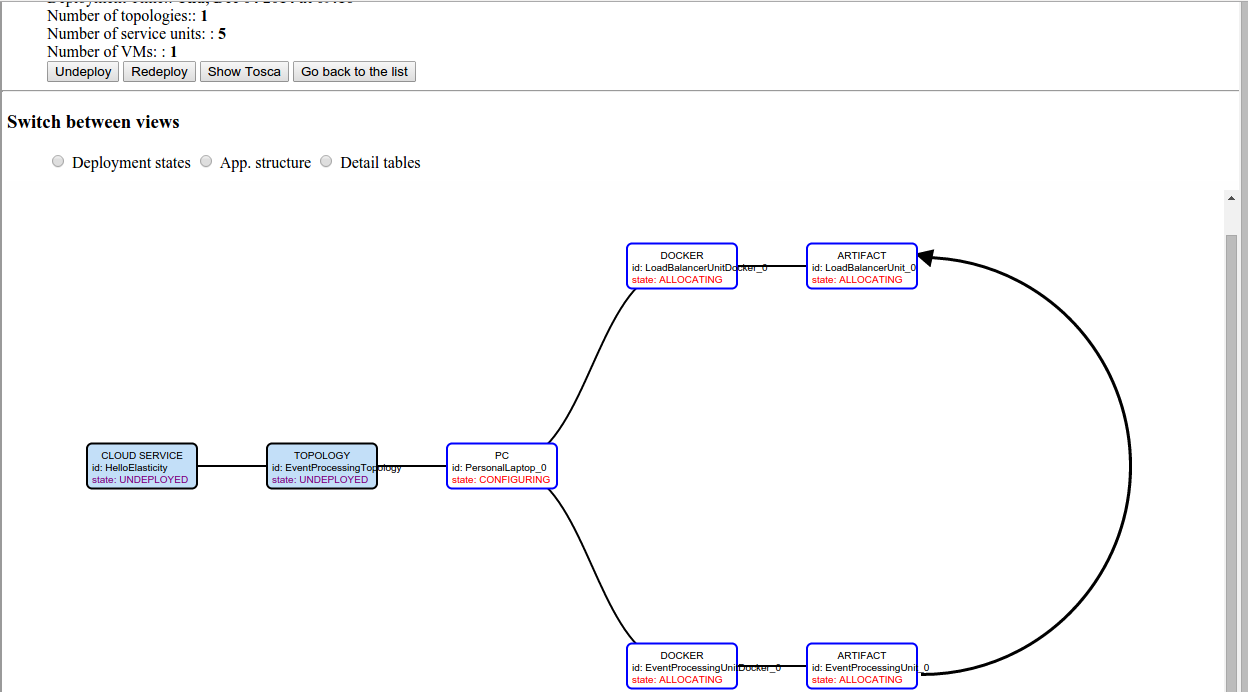 Number of topologies:: 1
Number of service units: : 5
Number of VMs: : 1
Undeploy Redeploy Show Tosca Go back to the list
Switch between views
Deployment states App. structure Detail tables
DOCKER
id: LoadBalancerUnitDocker_0
state: ALLOCATING
ARTIFACT
id: LoadBalancerUnit_0
state: ALLOCATING
CLOUD SERVICE
id: HelloElasticity
state: UNDEPLOYED
TOPOLOGY
id: EventProcessingTopology
state: UNDEPLOYED
PC
id: PersonalLaptop_0
state: CONFIGURING
DOCKER
id: EventProcessingUnitDocker_0
state: ALLOCATING
ARTIFACT
id: EventProcessingUnit_0
state: ALLOCATING